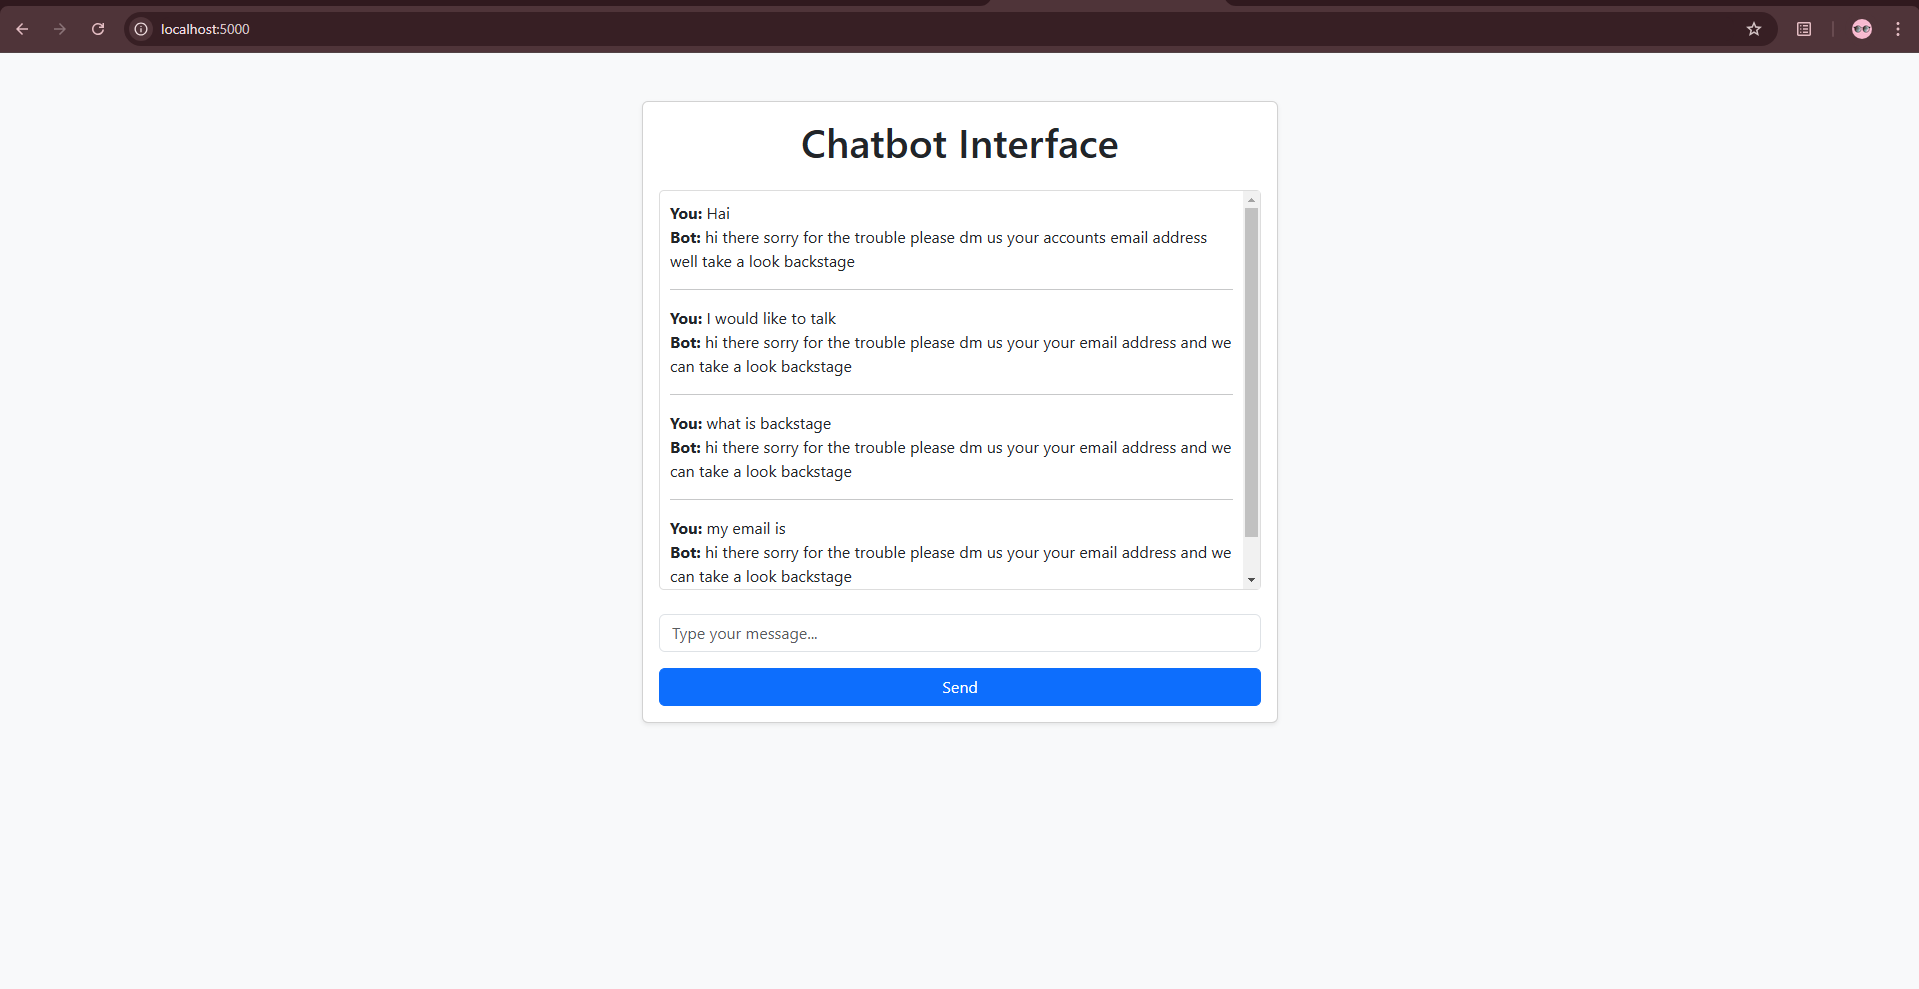 localhost:5000
Chatbot Interface
You: Hai
Bot: hi there sorry for the trouble please dm us your accounts email address
well take a look backstage
You: I would like to talk
Bot: hi there sorry for the trouble please dm us your your email address and we
can take a look backstage
You: what is backstage
Bot: hi there sorry for the trouble please dm us your your email address and we
can take a look backstage
You: my email is
Bot: hi there sorry for the trouble please dm us your your email address and we
can take a look backstage
Type your message...
Send